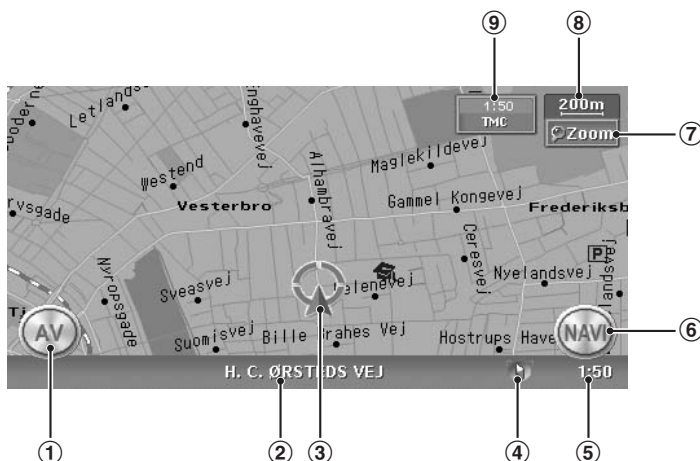 ⑨ ⑧
1:50
TMC
200m
Zoom
⑦
Letlands
Enghavevej
Alhambravej
Maglekildevej
Westend
Vesterbro
Gammel Kongevej
Frederiksb
rvsgade
Nyropsgade
Sveasvej
Helenevej
Ceresvej
P
Nyelandsvej
Suomisvej
Bille Brahes Vej
Hostrups Have
AV
NAVI
⑥
H. C. ØRSTEDS VEJ
1:50
① ② ③ ④ ⑤